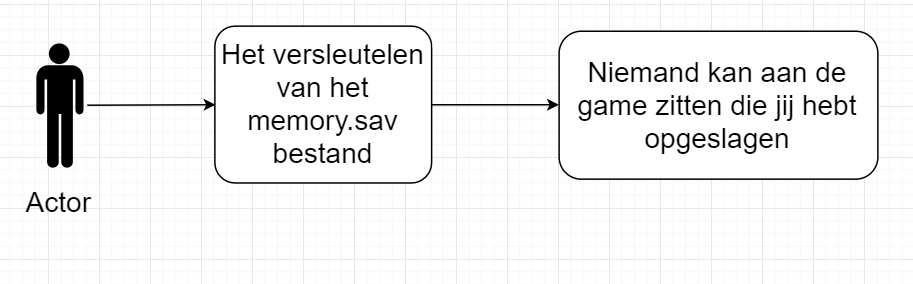 Het versleutelen
van het
memory.sav
bestand
Niemand kan aan de
game zitten die jij hebt
opgeslagen
Actor